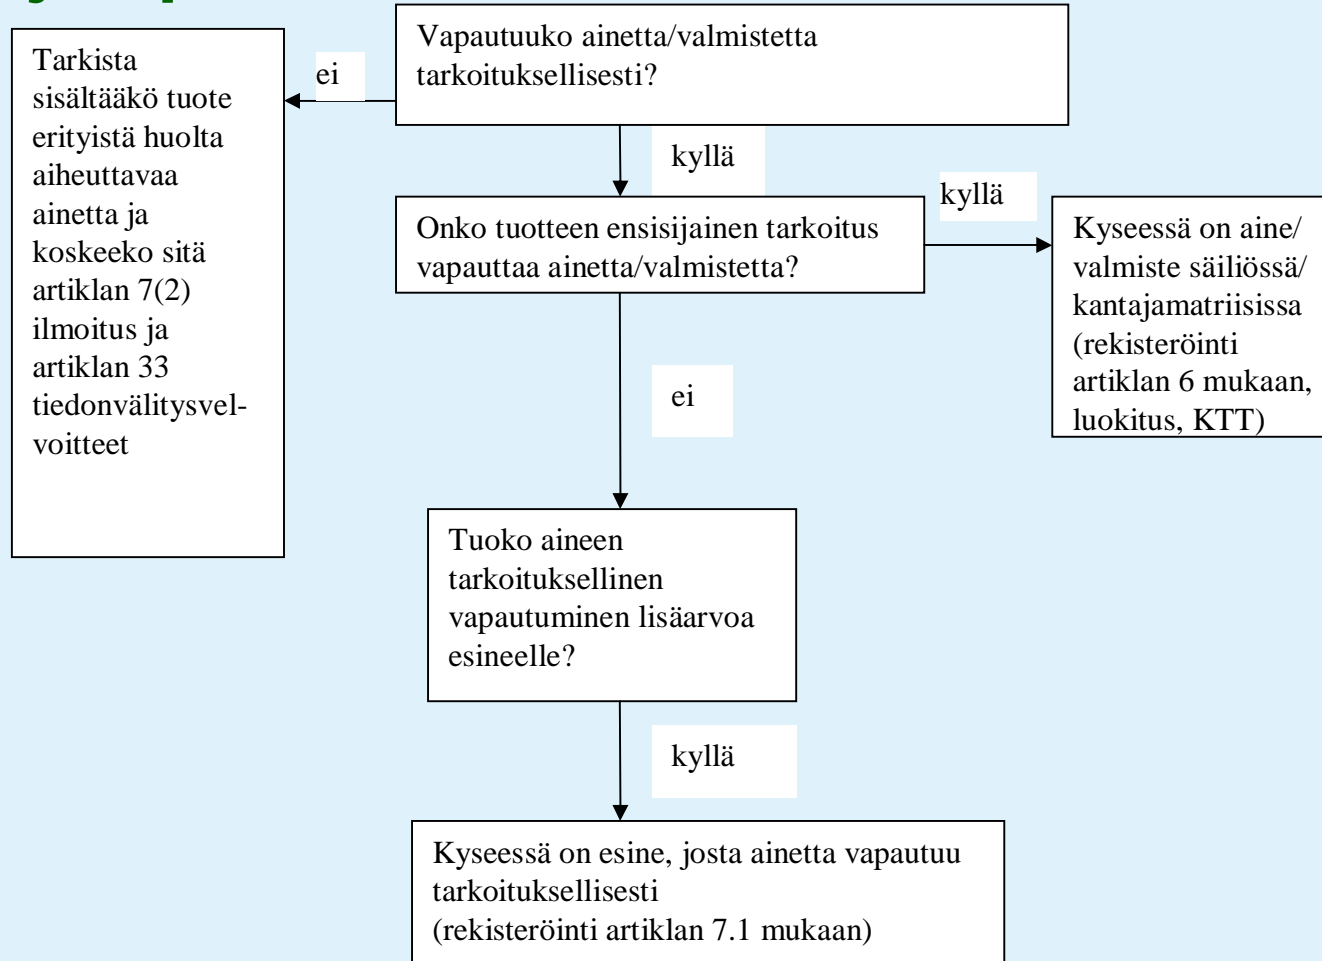 Vapautuuko ainetta/valmistetta
tarkoituksellisesti?
ei
Tarkista
sisältääkö tuote
erityistä huolta
aiheuttavaa
ainetta ja
koskeeko sitä
artiklan 7(2)
ilmoitus ja
artiklan 33
tiedonvälitysvel-
voitteet
kyllä
Onko tuotteen ensisijainen tarkoitus
vapauttaa ainetta/valmistetta?
kyllä
Kyseessä on aine/
valmiste säiliössä/
kantajamatriisissa
(rekisteröinti
artiklan 6 mukaan,
luokitus, KTT)
ei
Tuoko aineen
tarkoituksellinen
vapautuminen lisäarvoa
esineelle?
kyllä
Kyseessä on esine, josta ainetta vapautuu
tarkoituksellisesti
(rekisteröinti artiklan 7.1 mukaan)